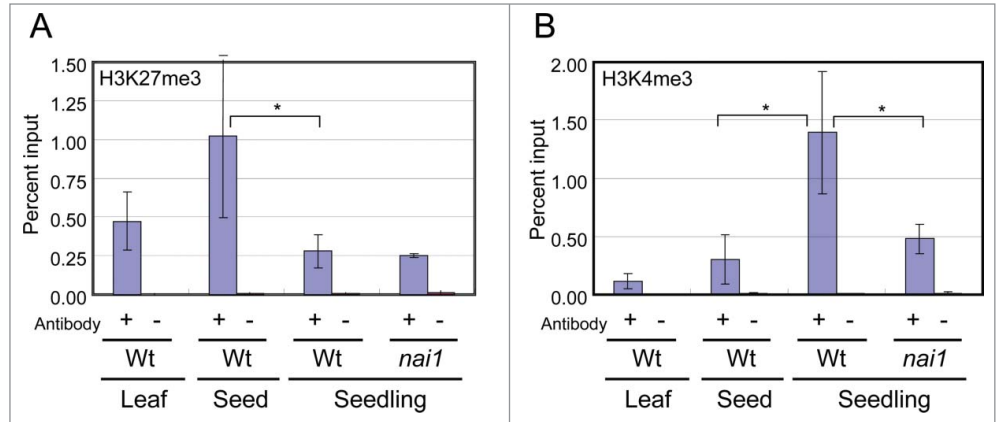 A
H3K27me3
*
Percent input
1.50
1.25
1.00
0.75
0.50
0.25
0.00
Antibody + - + - + - + -
Wt Wt Wt nai1
Leaf Seed Seedling
B
H3K4me3
* *
Percent input
2.00
1.50
1.00
0.50
0.00
Antibody + - + - + - + -
Wt Wt Wt nai1
Leaf Seed Seedling